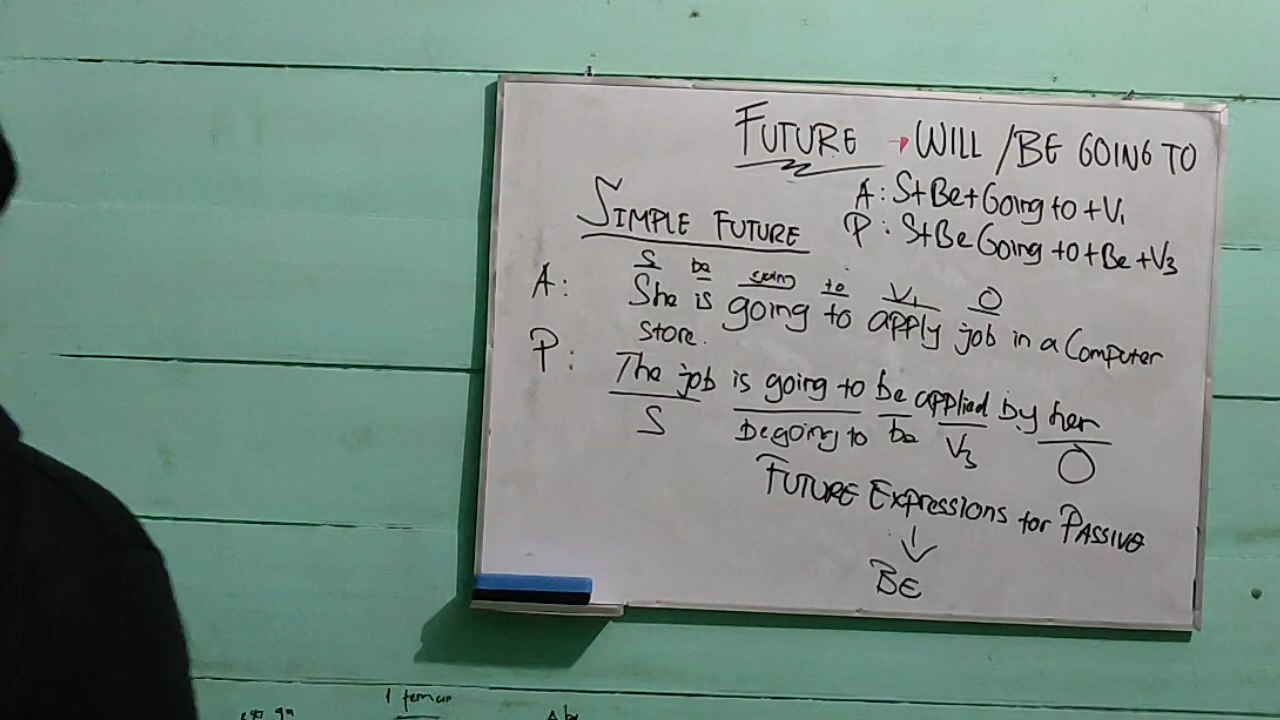 FUTURE → WILL / BE GOING TO
A: S+Be+Going to +V₁
SIMPLE FUTURE
P: S+Be Going to+Be+V₃
S be going to V₁ O
A: She is going to apply job in a Computer
store.
P: The job is going to be applied by her
S be going to be V₃ O
FUTURE Expressions for PASSIVE
↓
BE
1 teman